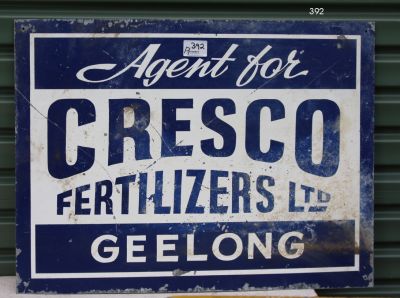 392
392
Agent for
CRESCO
FERTILIZERS LTD
GEELONG